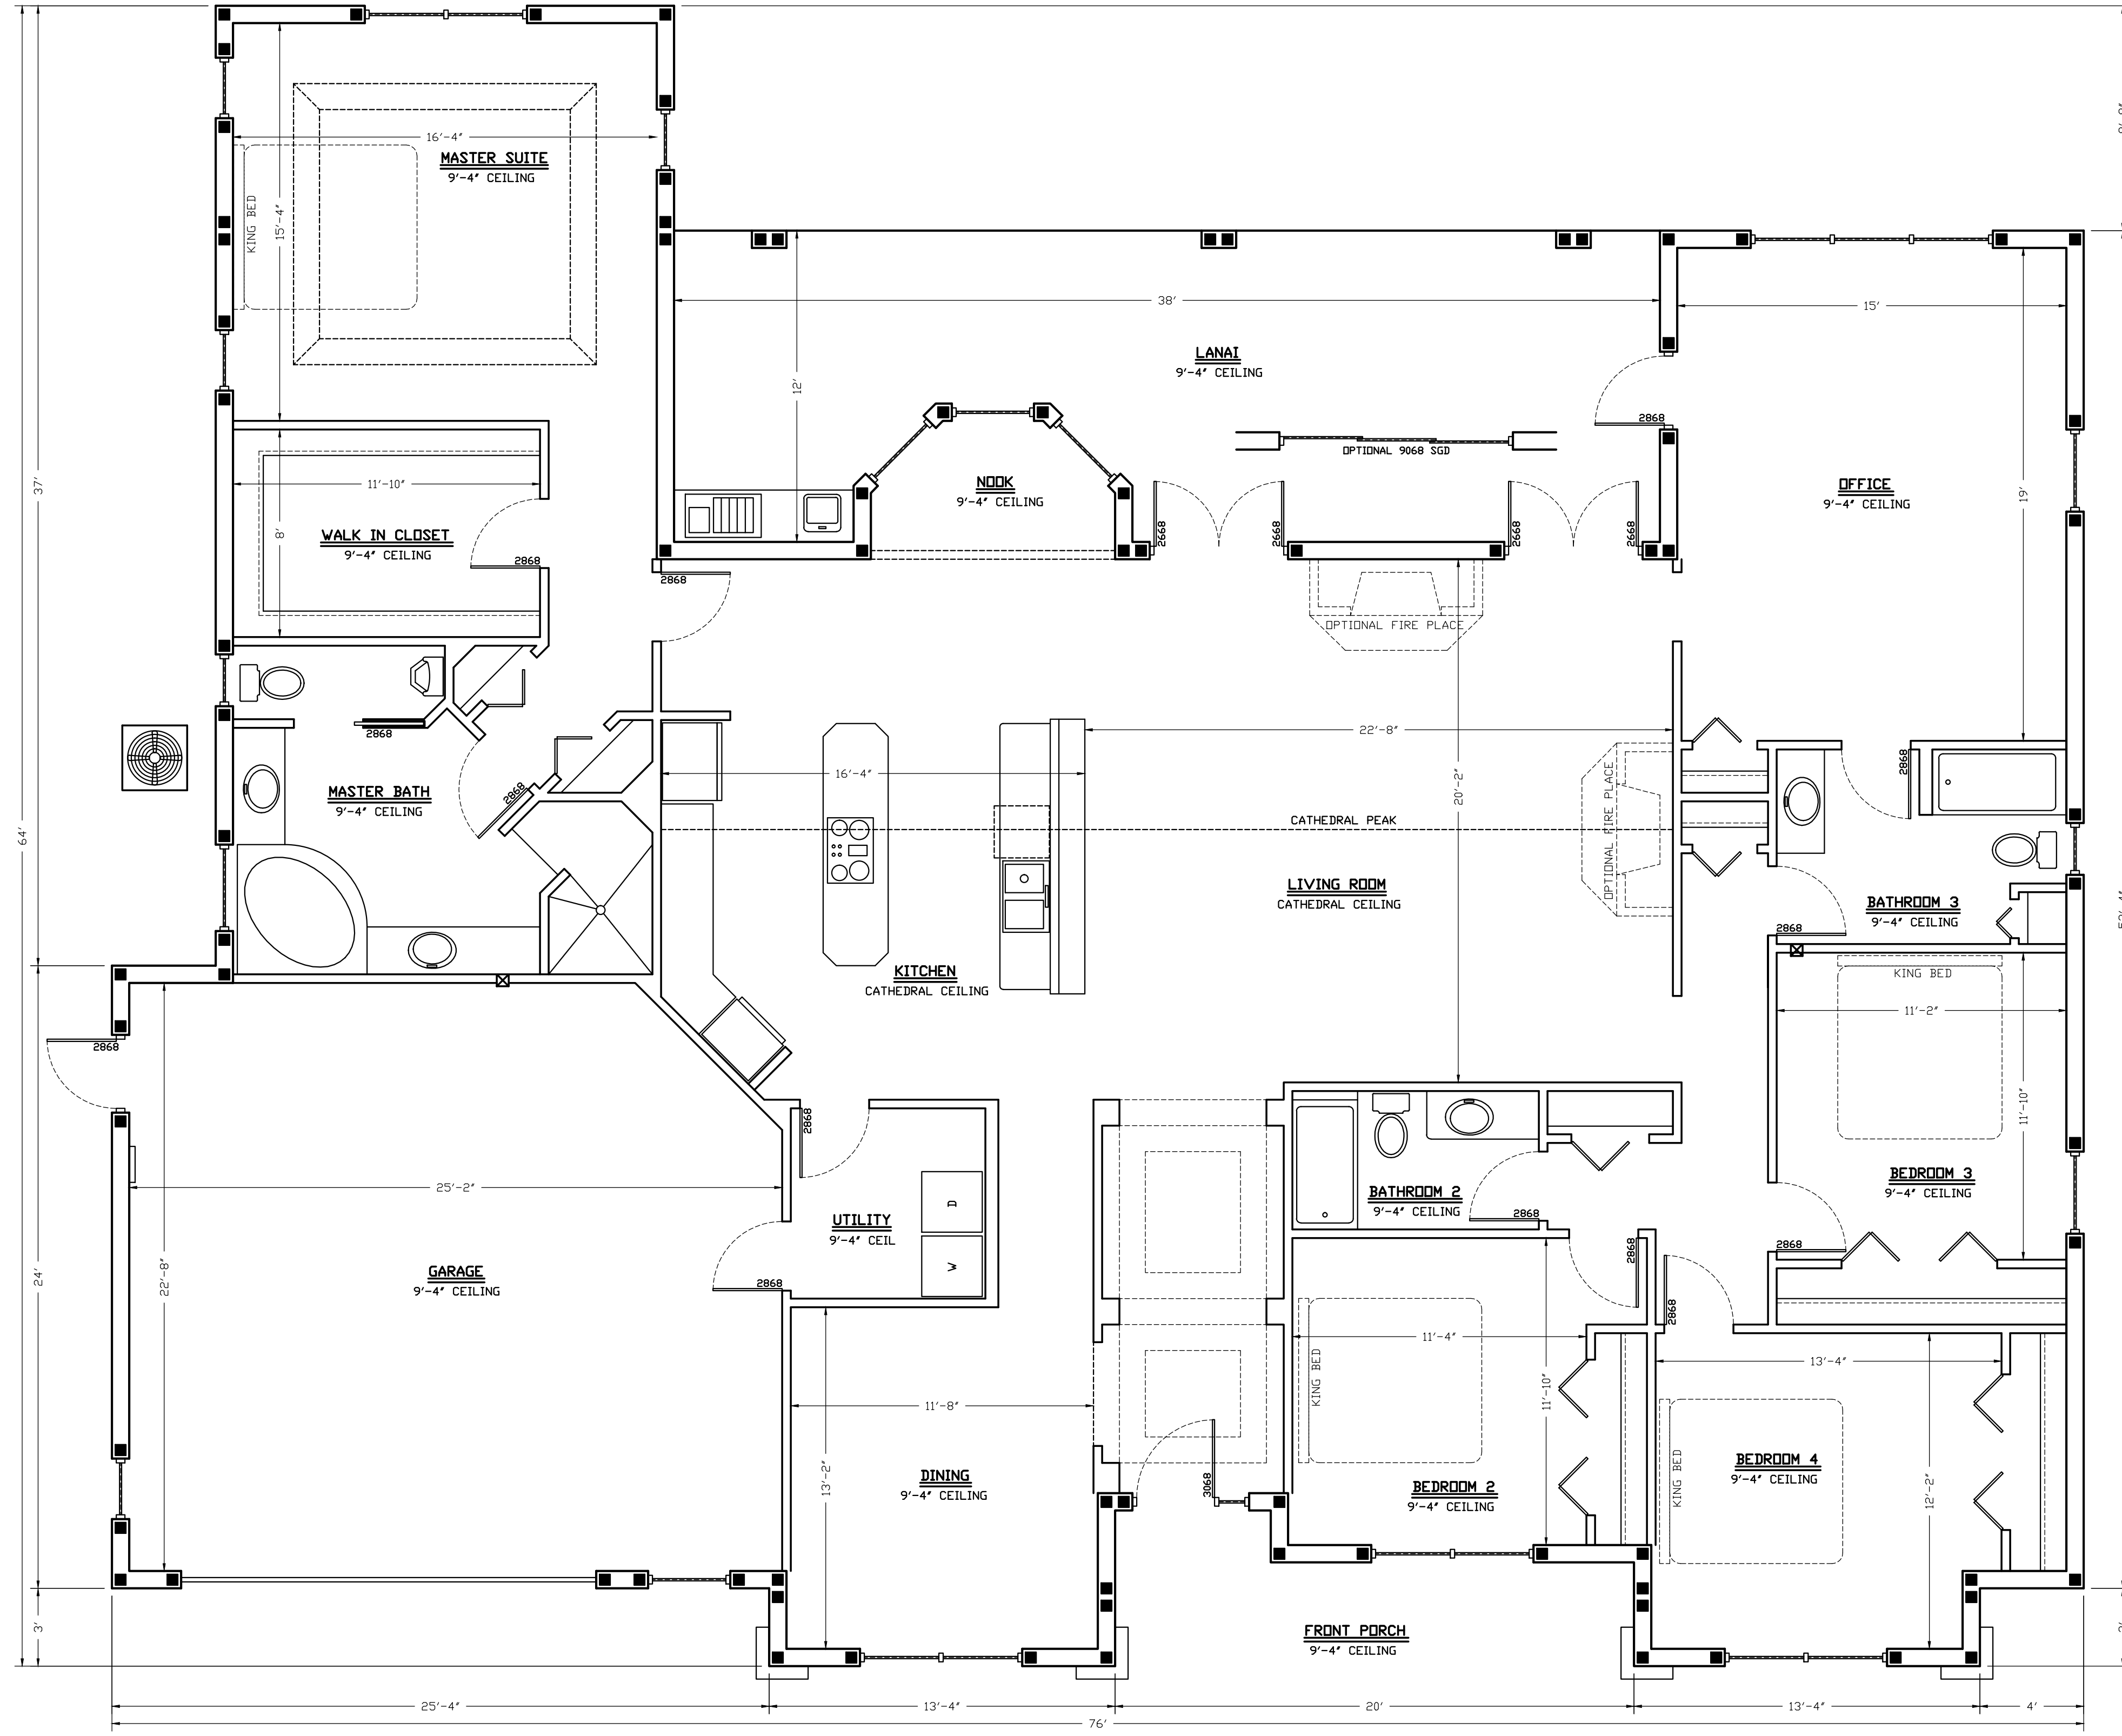 16'-4"
MASTER SUITE
9'-4" CEILING
KING BED
15'-4"
38'
15'
LANAI
9'-4" CEILING
12'
2868
OPTIONAL 9068 SGD
37'
11'-10"
NOOK
9'-4" CEILING
OFFICE
9'-4" CEILING
19'
WALK IN CLOSET
9'-4" CEILING
8'
2868
2668
2668
2668
2668
2868
OPTIONAL FIRE PLACE
2868
22'-8"
MASTER BATH
9'-4" CEILING
2868
16'-4"
20'-2"
OPTIONAL FIRE PLACE
2868
64'
CATHEDRAL PEAK
LIVING ROOM
CATHEDRAL CEILING
BATHROOM 3
9'-4" CEILING
2868
KITCHEN
CATHEDRAL CEILING
KING BED
11'-2"
2868
2868
11'-10"
25'-2"
BEDROOM 3
9'-4" CEILING
D
UTILITY
9'-4" CEIL
W
BATHROOM 2
9'-4" CEILING
2868
2868
2868
24'
22'-8"
GARAGE
9'-4" CEILING
2868
2868
11'-4"
KING BED
11'-10"
13'-4"
11'-8"
13'-2"
DINING
9'-4" CEILING
3068
BEDROOM 2
9'-4" CEILING
KING BED
BEDROOM 4
9'-4" CEILING
12'-2"
3'
FRONT PORCH
9'-4" CEILING
25'-4"
13'-4"
20'
13'-4"
4'
76'